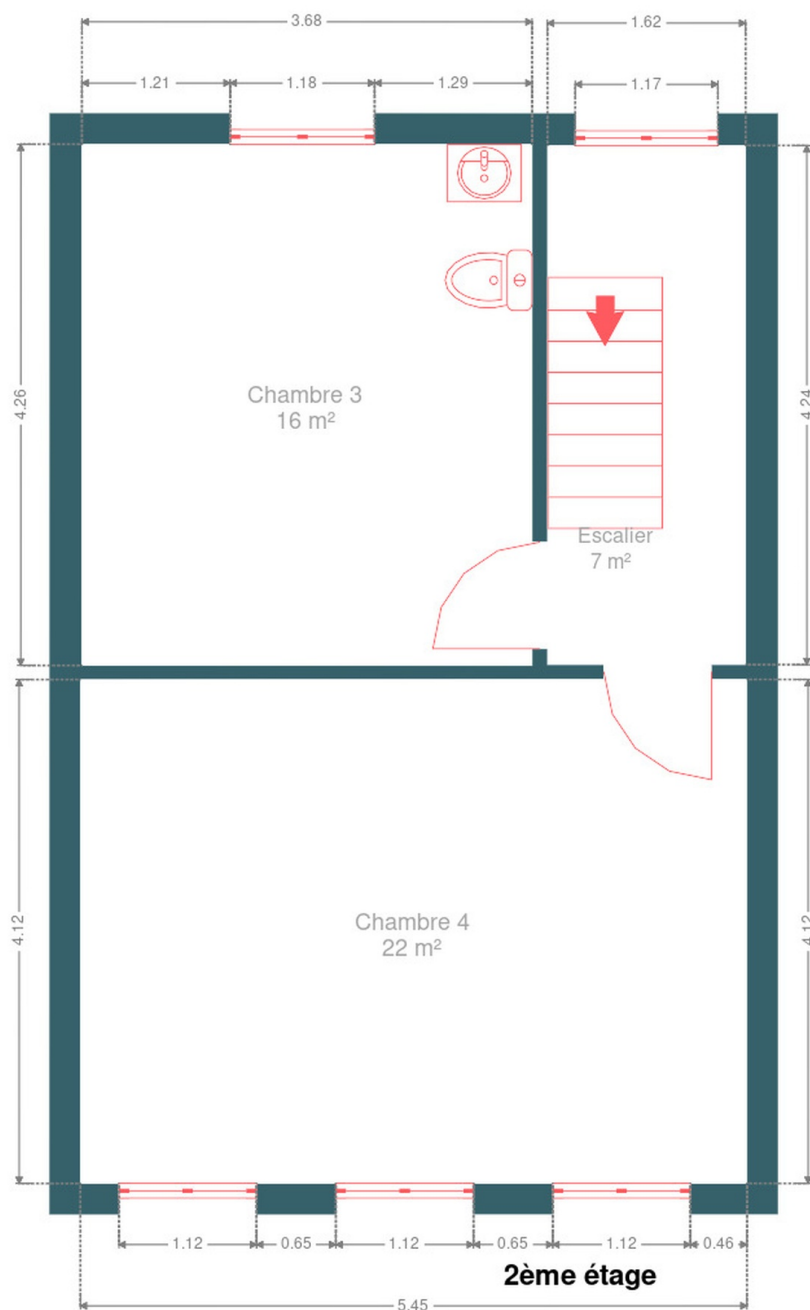 3.68
1.62
1.21
1.18
1.29
1.17
4.26
4.24
Chambre 3
16 m²
Escalier
7 m²
4.12
4.12
Chambre 4
22 m²
1.12
0.65
1.12
0.65
1.12
0.46
2ème étage
5.45